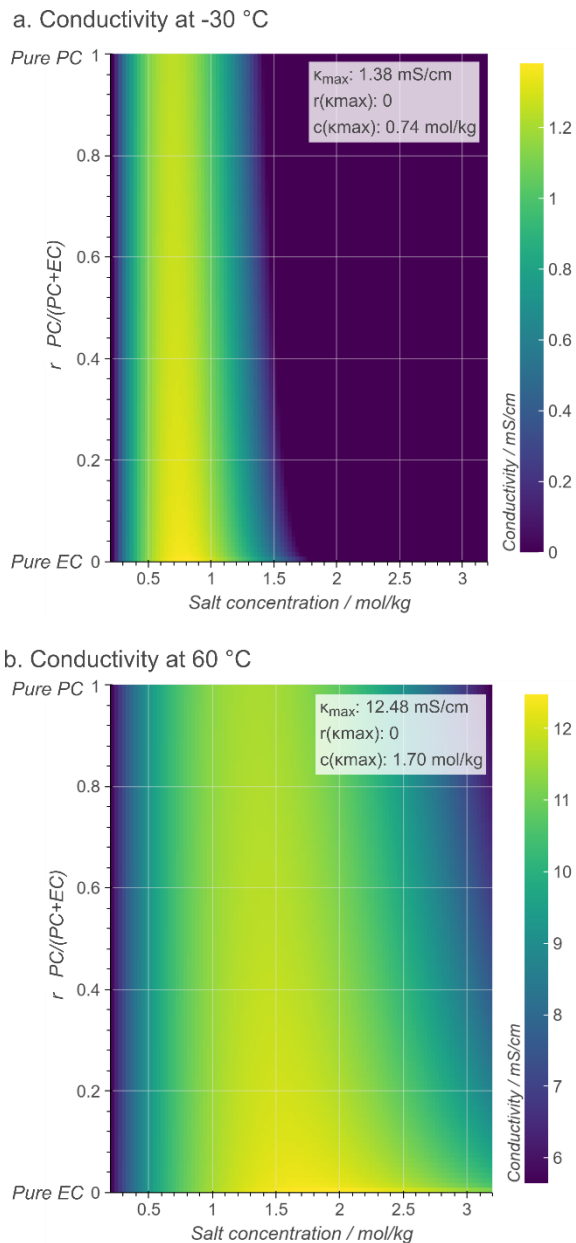 a. Conductivity at -30 °C
Pure PC 1
κmax: 1.38 mS/cm
r(κmax): 0
c(κmax): 0.74 mol/kg
1.2
0.8
1
r PC/(PC+EC)
0.6
0.8
0.4
0.6
0.4
0.2
0.2
Conductivity / mS/cm
Pure EC 0
0
0.5 1 1.5 2 2.5 3
Salt concentration / mol/kg
b. Conductivity at 60 °C
Pure PC 1
κmax: 12.48 mS/cm
r(κmax): 0
c(κmax): 1.70 mol/kg
12
0.8
11
r PC/(PC+EC)
0.6
10
9
0.4
8
0.2
7
Conductivity / mS/cm
6
Pure EC 0
0.5 1 1.5 2 2.5 3
Salt concentration / mol/kg